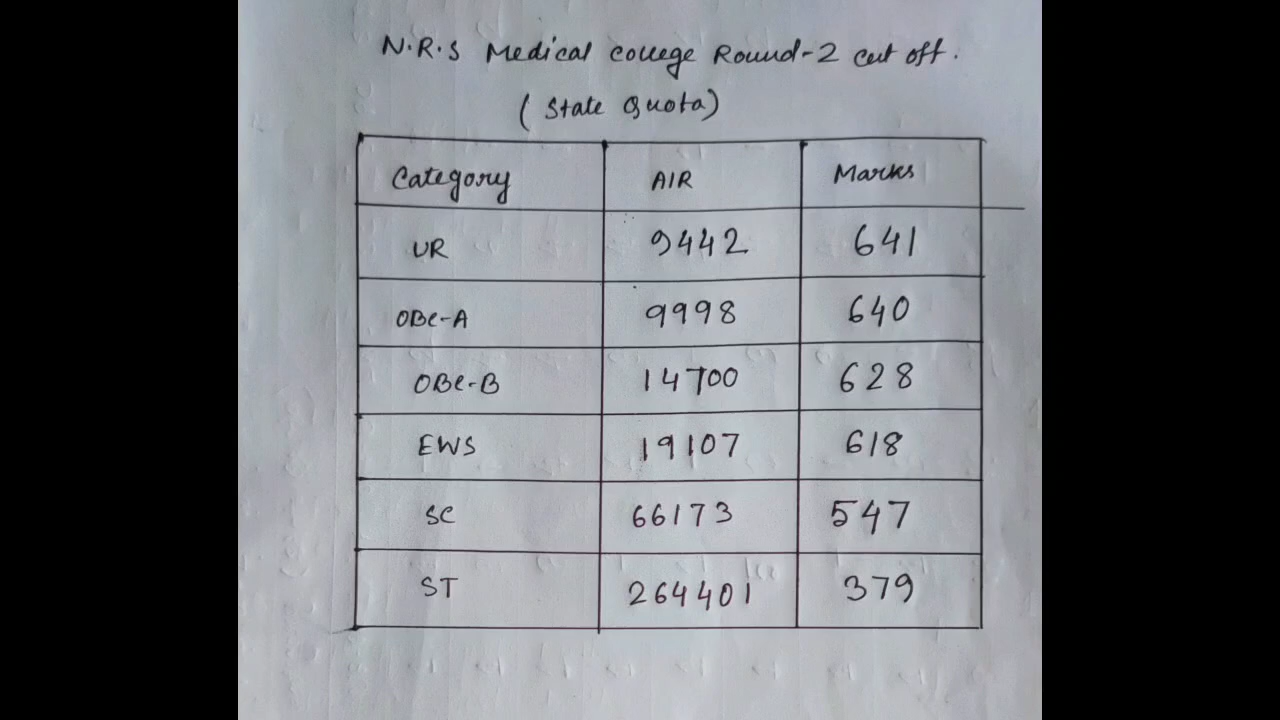 N.R.S Medical college Round-2 cut off.
(State Quota)
Category AIR Marks
UR 9442 641
OBC-A 9998 640
OBC-B 14700 628
EWS 19107 618
SC 66173 547
ST 264401 379